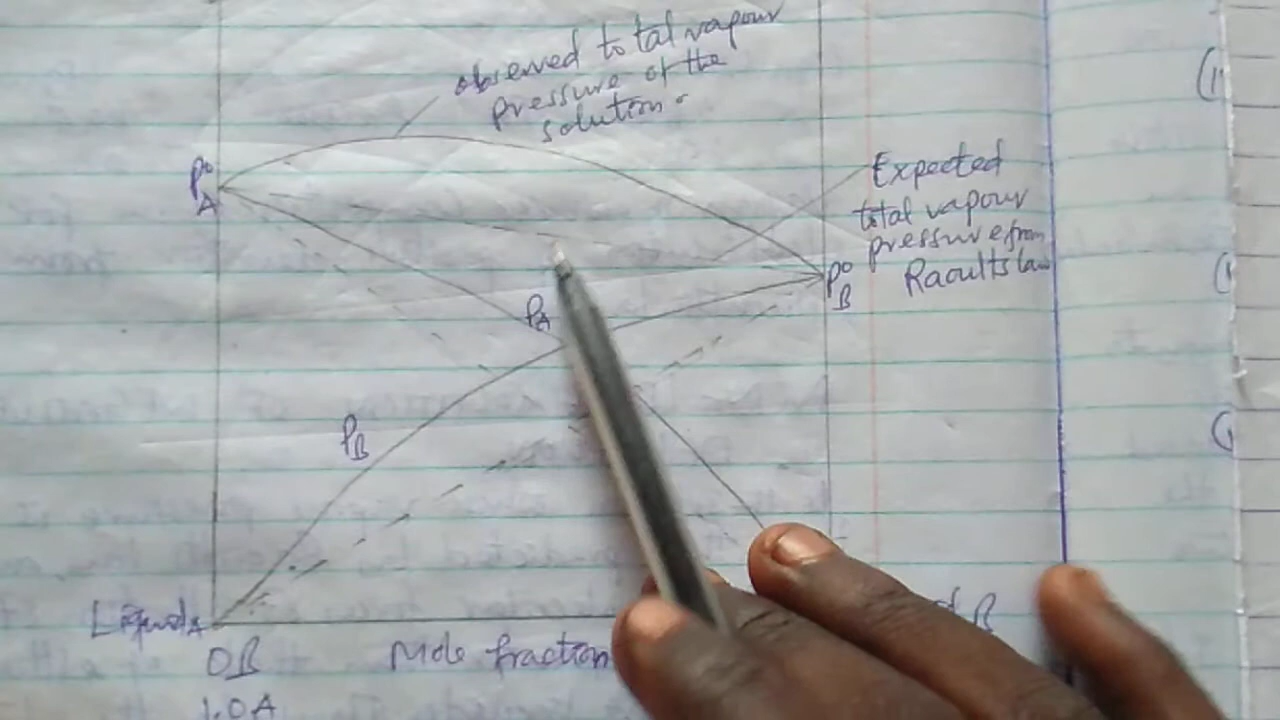 observed total vapour
pressure of the
solution.
P°A
Expected
total vapour
pressure from
Raoults law
P°B
PA
PB
Liquid A
B
0B
Mole fraction
1.0A